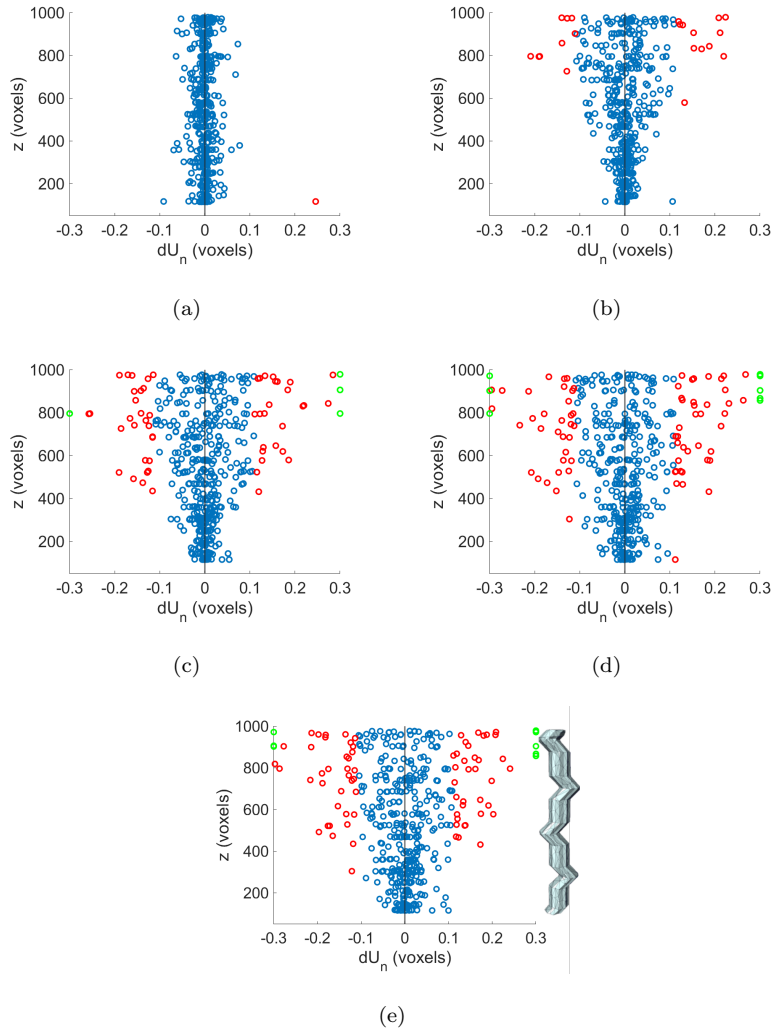 1000 1000
800 800
z (voxels) z (voxels)
600 600
400 400
200 200
-0.3 -0.2 -0.1 0 0.1 0.2 0.3 -0.3 -0.2 -0.1 0 0.1 0.2 0.3
dU_n (voxels) dU_n (voxels)
(a) (b)
1000 1000
800 800
z (voxels) z (voxels)
600 600
400 400
200 200
-0.3 -0.2 -0.1 0 0.1 0.2 0.3 -0.3 -0.2 -0.1 0 0.1 0.2 0.3
dU_n (voxels) dU_n (voxels)
(c) (d)
1000
800
z (voxels)
600
400
200
-0.3 -0.2 -0.1 0 0.1 0.2 0.3
dU_n (voxels)
(e)